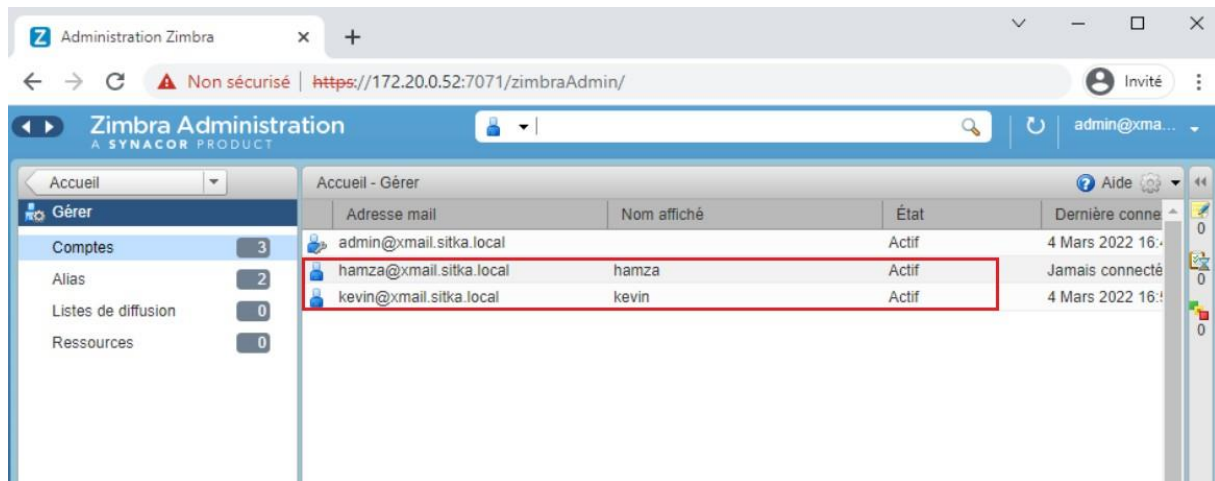 Administration Zimbra
Non sécurisé https://172.20.0.52:7071/zimbraAdmin/ Invité
Zimbra Administration admin@xma...
A SYNACOR PRODUCT
Accueil Accueil - Gérer Aide
Gérer Adresse mail Nom affiché État Dernière conne
Comptes 3 admin@xmail.sitka.local Actif 4 Mars 2022 16:4
Alias 2 hamza@xmail.sitka.local hamza Actif Jamais connecté
Listes de diffusion 0 kevin@xmail.sitka.local kevin Actif 4 Mars 2022 16:5
Ressources 0
0
0
0